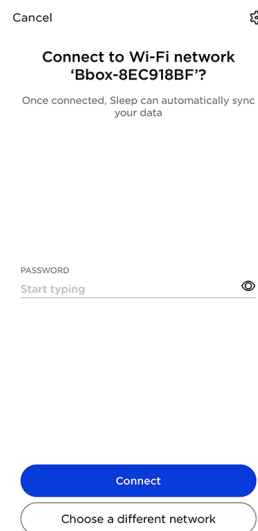 Cancel
Connect to Wi-Fi network
‘Bbox-8EC918BF’?
Once connected, Sleep can automatically sync
your data
PASSWORD
Start typing
Connect
Choose a different network